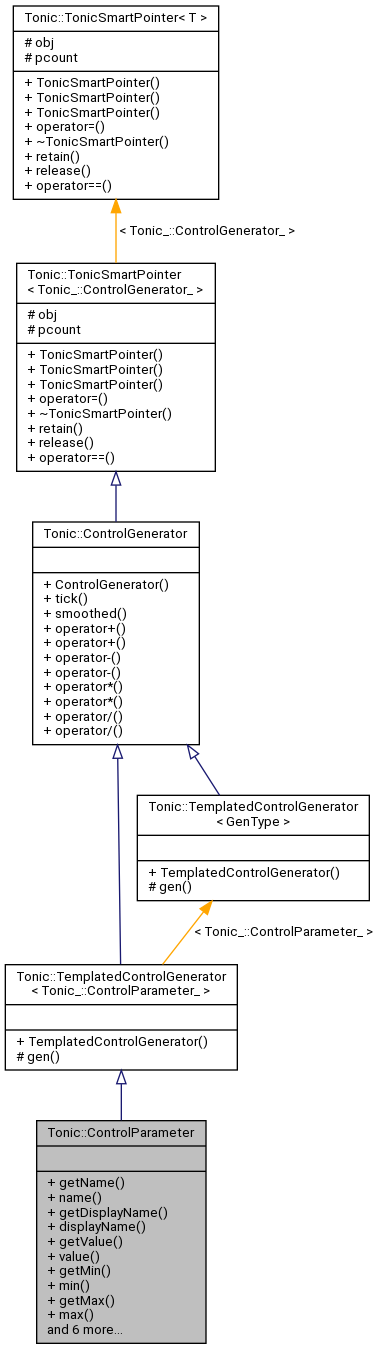 Tonic::TonicSmartPointer< T >
# obj
# pcount
+ TonicSmartPointer()
+ TonicSmartPointer()
+ TonicSmartPointer()
+ operator=()
+ ~TonicSmartPointer()
+ retain()
+ release()
+ operator==()
< Tonic_::ControlGenerator_ >
Tonic::TonicSmartPointer
< Tonic_::ControlGenerator_ >
# obj
# pcount
+ TonicSmartPointer()
+ TonicSmartPointer()
+ TonicSmartPointer()
+ operator=()
+ ~TonicSmartPointer()
+ retain()
+ release()
+ operator==()
Tonic::ControlGenerator
+ ControlGenerator()
+ tick()
+ smoothed()
+ operator+()
+ operator+()
+ operator-()
+ operator-()
+ operator*()
+ operator*()
+ operator/()
+ operator/()
Tonic::TemplatedControlGenerator
< GenType >
+ TemplatedControlGenerator()
# gen()
< Tonic_::ControlParameter_ >
Tonic::TemplatedControlGenerator
< Tonic_::ControlParameter_ >
+ TemplatedControlGenerator()
# gen()
Tonic::ControlParameter
+ getName()
+ name()
+ getDisplayName()
+ displayName()
+ getValue()
+ value()
+ getMin()
+ min()
+ getMax()
+ max()
and 6 more...